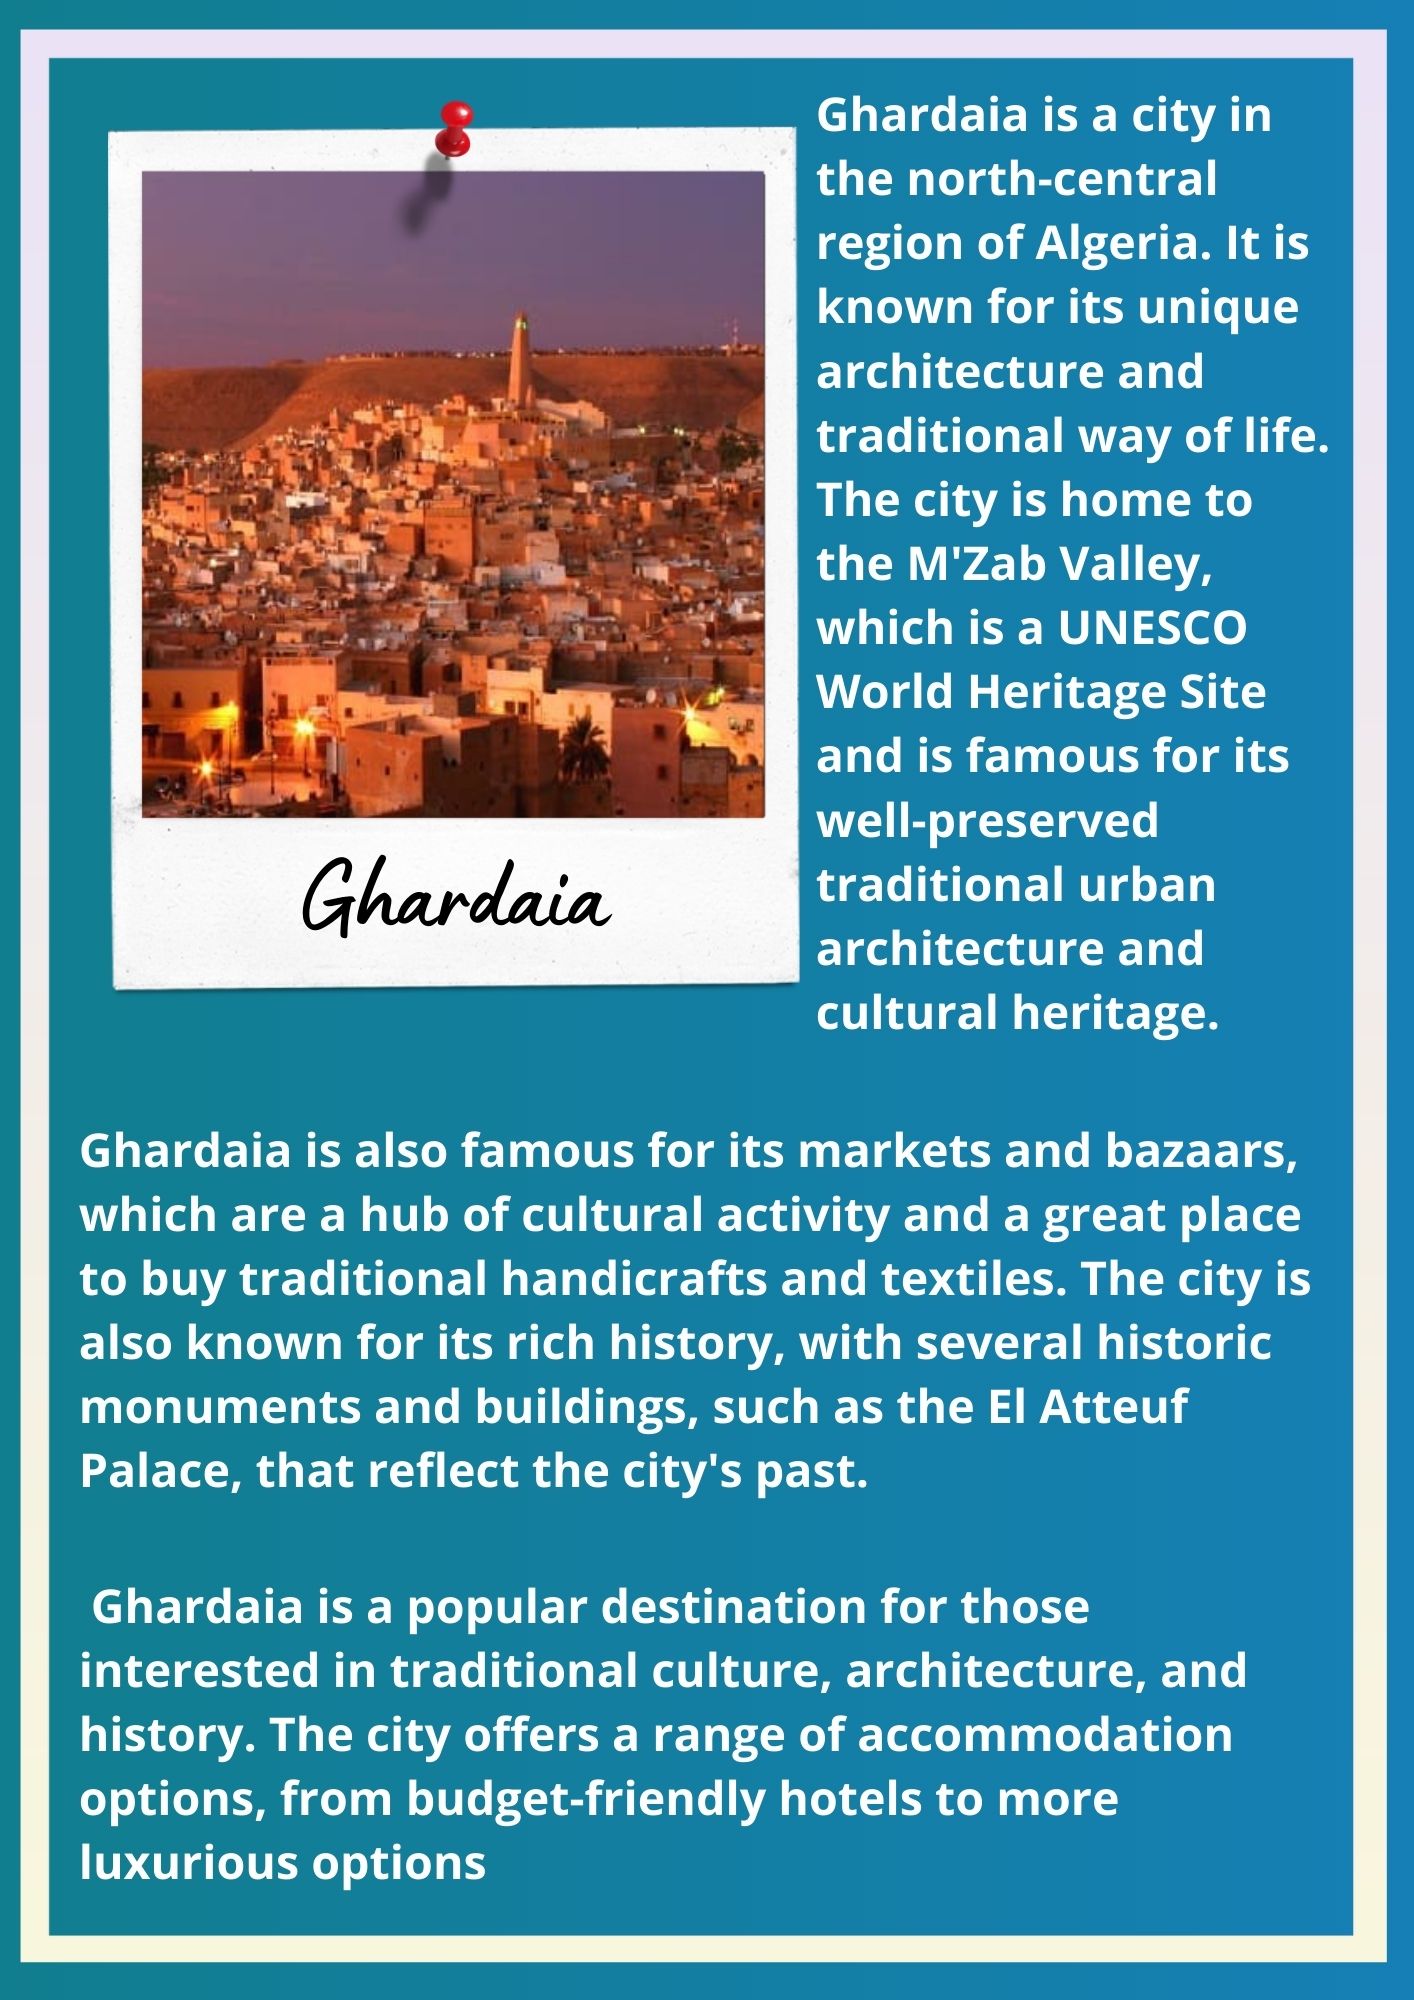 Ghardaia is a city in
the north-central
region of Algeria. It is
known for its unique
architecture and
traditional way of life.
The city is home to
the M'Zab Valley,
which is a UNESCO
World Heritage Site
and is famous for its
well-preserved
traditional urban
architecture and
cultural heritage.
Ghardaia
Ghardaia is also famous for its markets and bazaars,
which are a hub of cultural activity and a great place
to buy traditional handicrafts and textiles. The city is
also known for its rich history, with several historic
monuments and buildings, such as the El Atteuf
Palace, that reflect the city's past.
Ghardaia is a popular destination for those
interested in traditional culture, architecture, and
history. The city offers a range of accommodation
options, from budget-friendly hotels to more
luxurious options